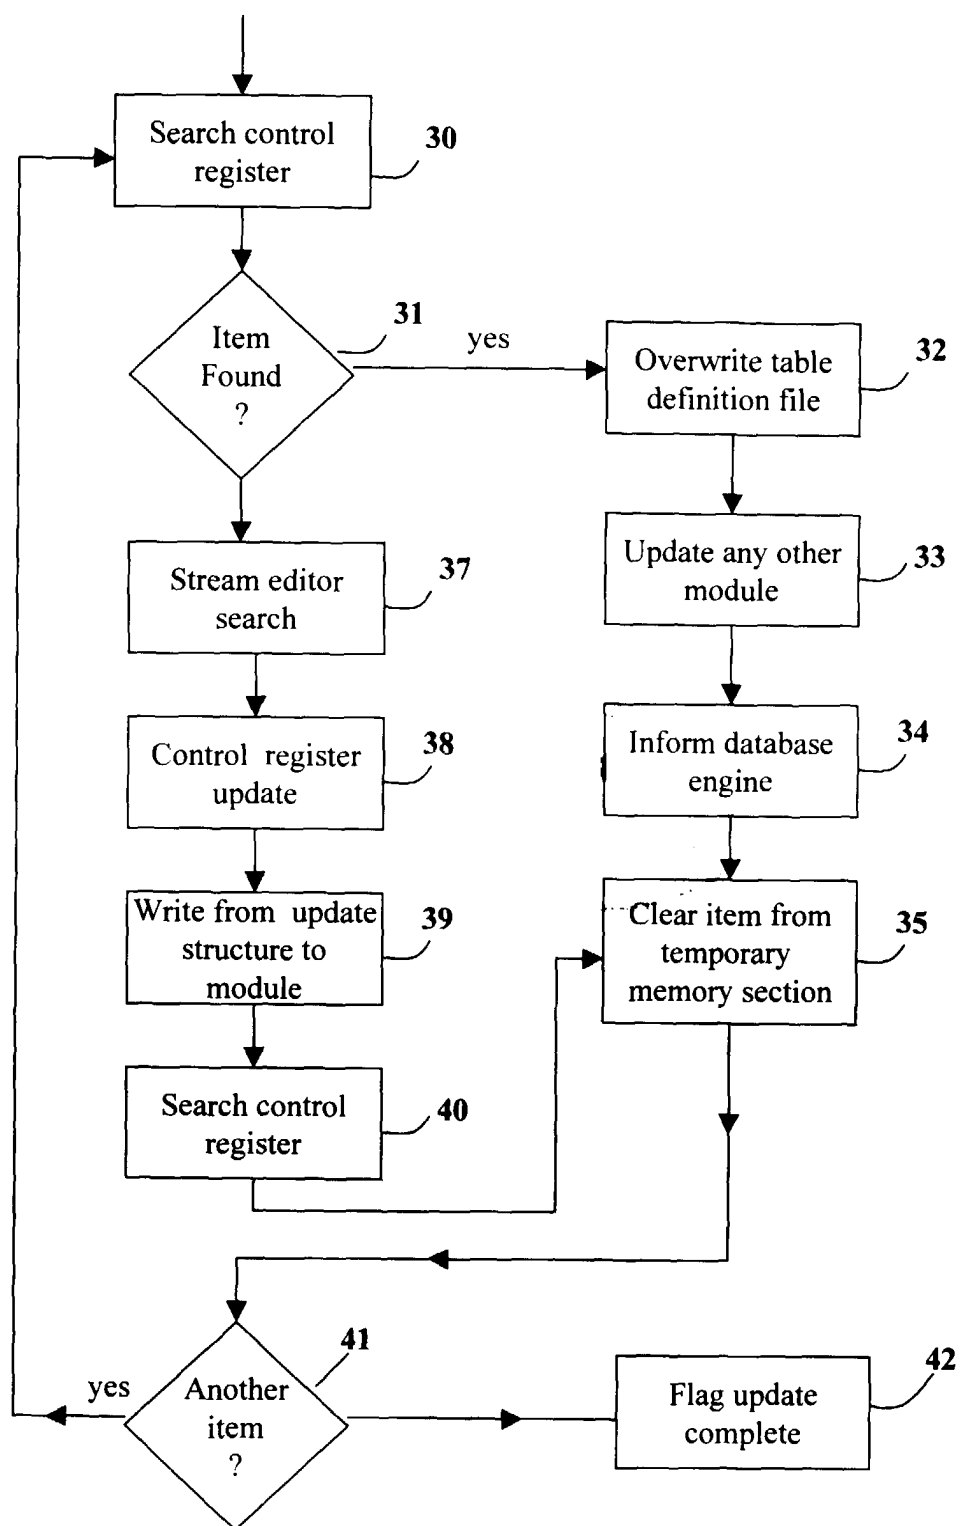 Search control
register
30
Item
Found
?
31
yes
Overwrite table
definition file
32
Update any other
module
33
Inform database
engine
34
Clear item from
temporary
memory section
35
Stream editor
search
37
Control register
update
38
Write from update
structure to
module
39
Search control
register
40
Another
item
?
41
yes
Flag update
complete
42